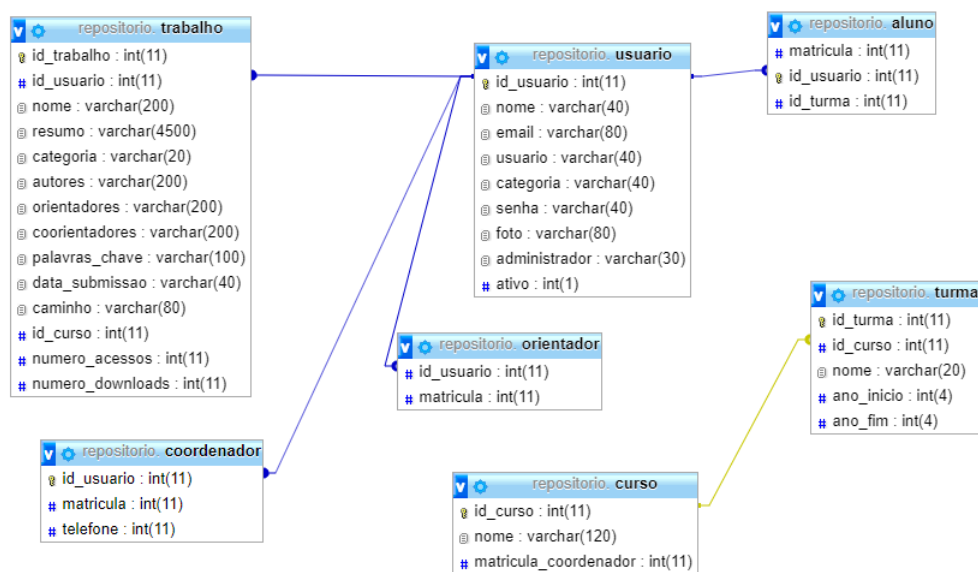 repositorio. trabalho
id_trabalho : int(11)
id_usuario : int(11)
nome : varchar(200)
resumo : varchar(4500)
categoria : varchar(20)
autores : varchar(200)
orientadores : varchar(200)
coorientadores : varchar(200)
palavras_chave : varchar(100)
data_submissao : varchar(40)
caminho : varchar(80)
id_curso : int(11)
numero_acessos : int(11)
numero_downloads : int(11)
repositorio. usuario
id_usuario : int(11)
nome : varchar(40)
email : varchar(80)
usuario : varchar(40)
categoria : varchar(40)
senha : varchar(40)
foto : varchar(80)
administrador : varchar(30)
ativo : int(1)
repositorio. aluno
matricula : int(11)
id_usuario : int(11)
id_turma : int(11)
repositorio. turma
id_turma : int(11)
id_curso : int(11)
nome : varchar(20)
ano_inicio : int(4)
ano_fim : int(4)
repositorio. orientador
id_usuario : int(11)
matricula : int(11)
repositorio. coordenador
id_usuario : int(11)
matricula : int(11)
telefone : int(11)
repositorio. curso
id_curso : int(11)
nome : varchar(120)
matricula_coordenador : int(11)